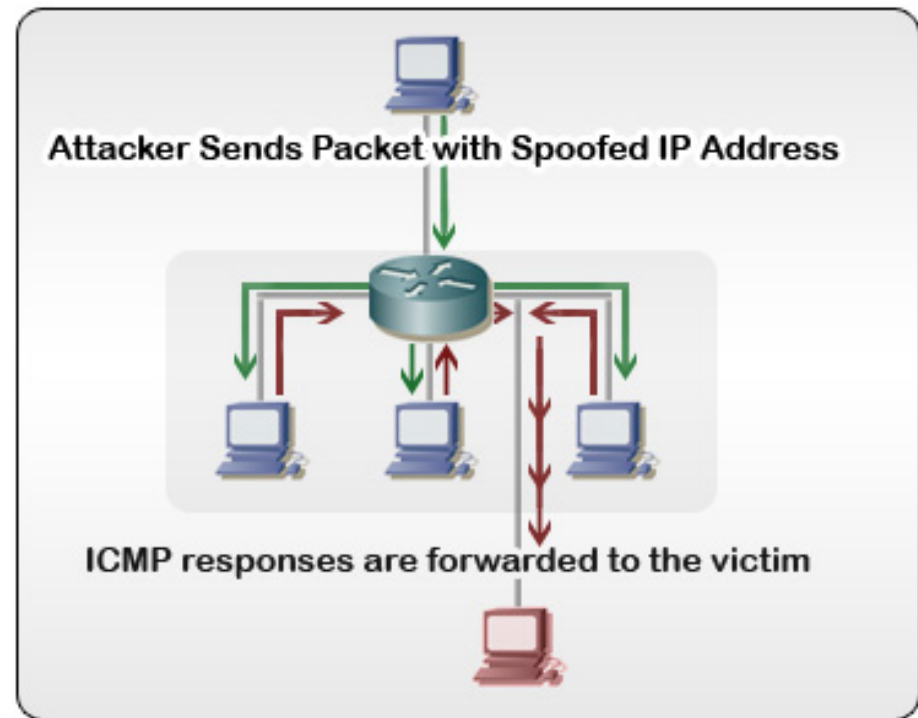 Attacker Sends Packet with Spoofed IP Address
ICMP responses are forwarded to the victim